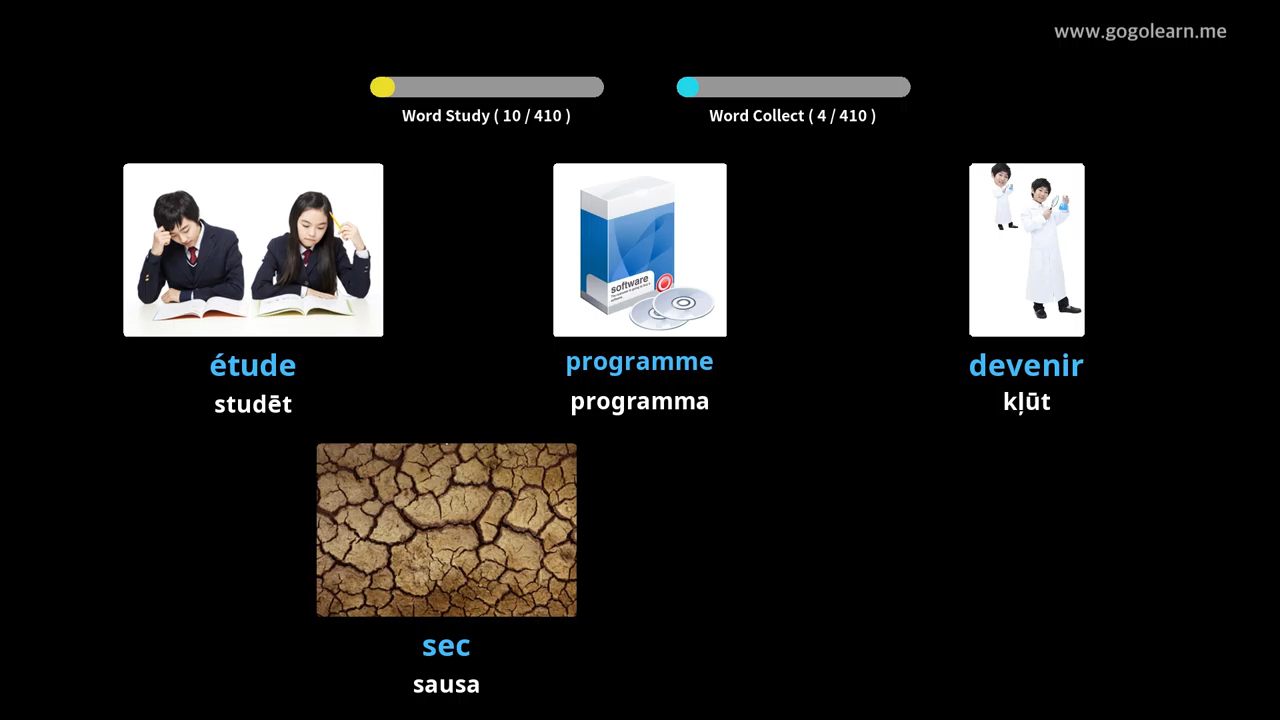 www.gogolearn.me
Word Study ( 10 / 410 )
Word Collect ( 4 / 410 )
software
étude
programme
devenir
studēt
programma
kļūt
sec
sausa